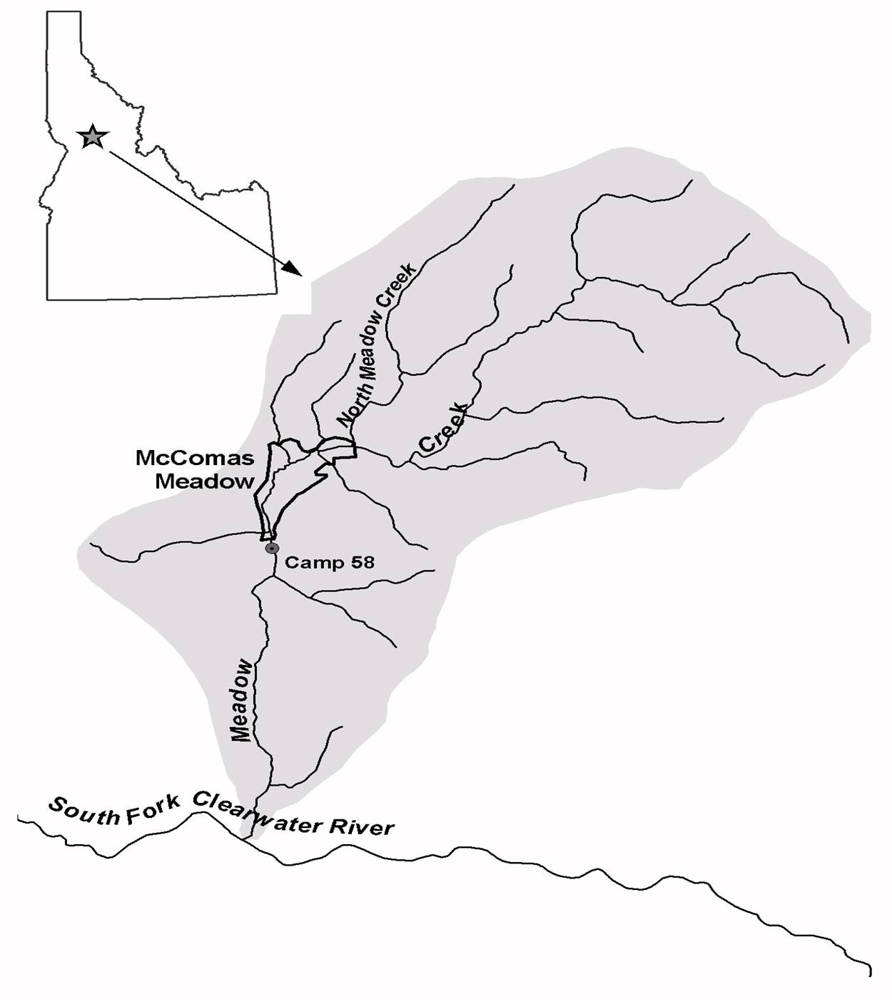 North Meadow Creek
Creek
McComas
Meadow
Camp 58
Meadow
South Fork Clearwater River